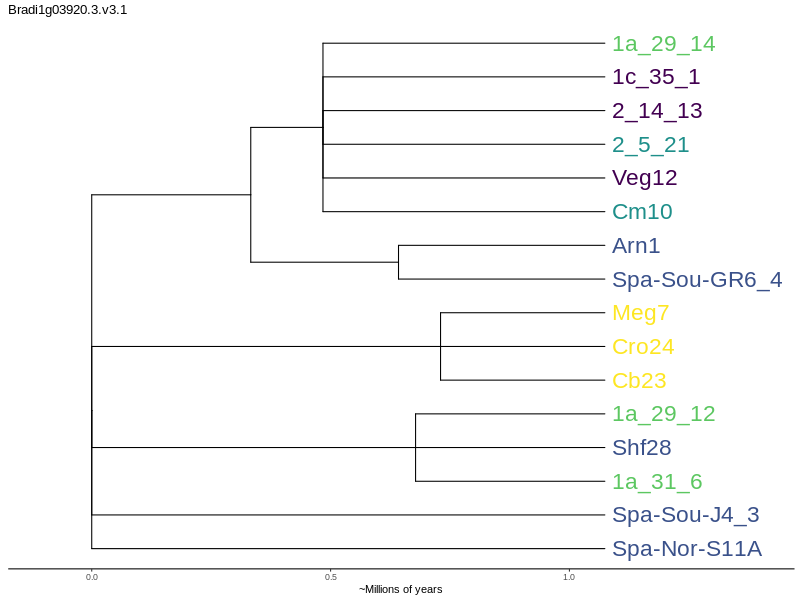 Bradi1g03920.3.v3.1
1a_29_14
1c_35_1
2_14_13
2_5_21
Veg12
Cm10
Arn1
Spa-Sou-GR6_4
Meg7
Cro24
Cb23
1a_29_12
Shf28
1a_31_6
Spa-Sou-J4_3
Spa-Nor-S11A
0.0 0.5 1.0
~Millions of years